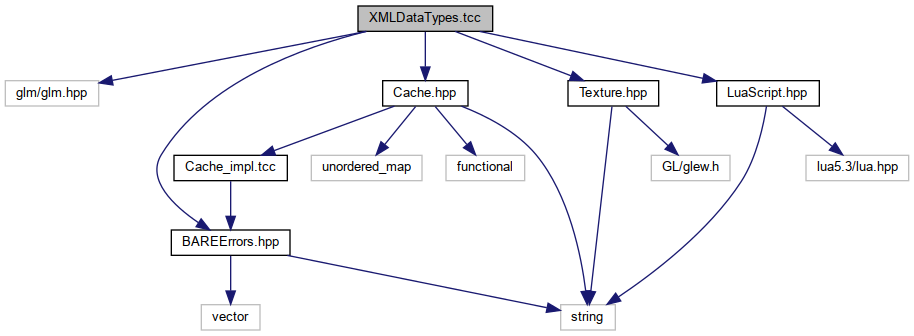 XMLDataTypes.tcc
glm/glm.hpp
Cache.hpp
Texture.hpp
LuaScript.hpp
Cache_impl.tcc
unordered_map
functional
GL/glew.h
lua5.3/lua.hpp
BAREErrors.hpp
vector
string